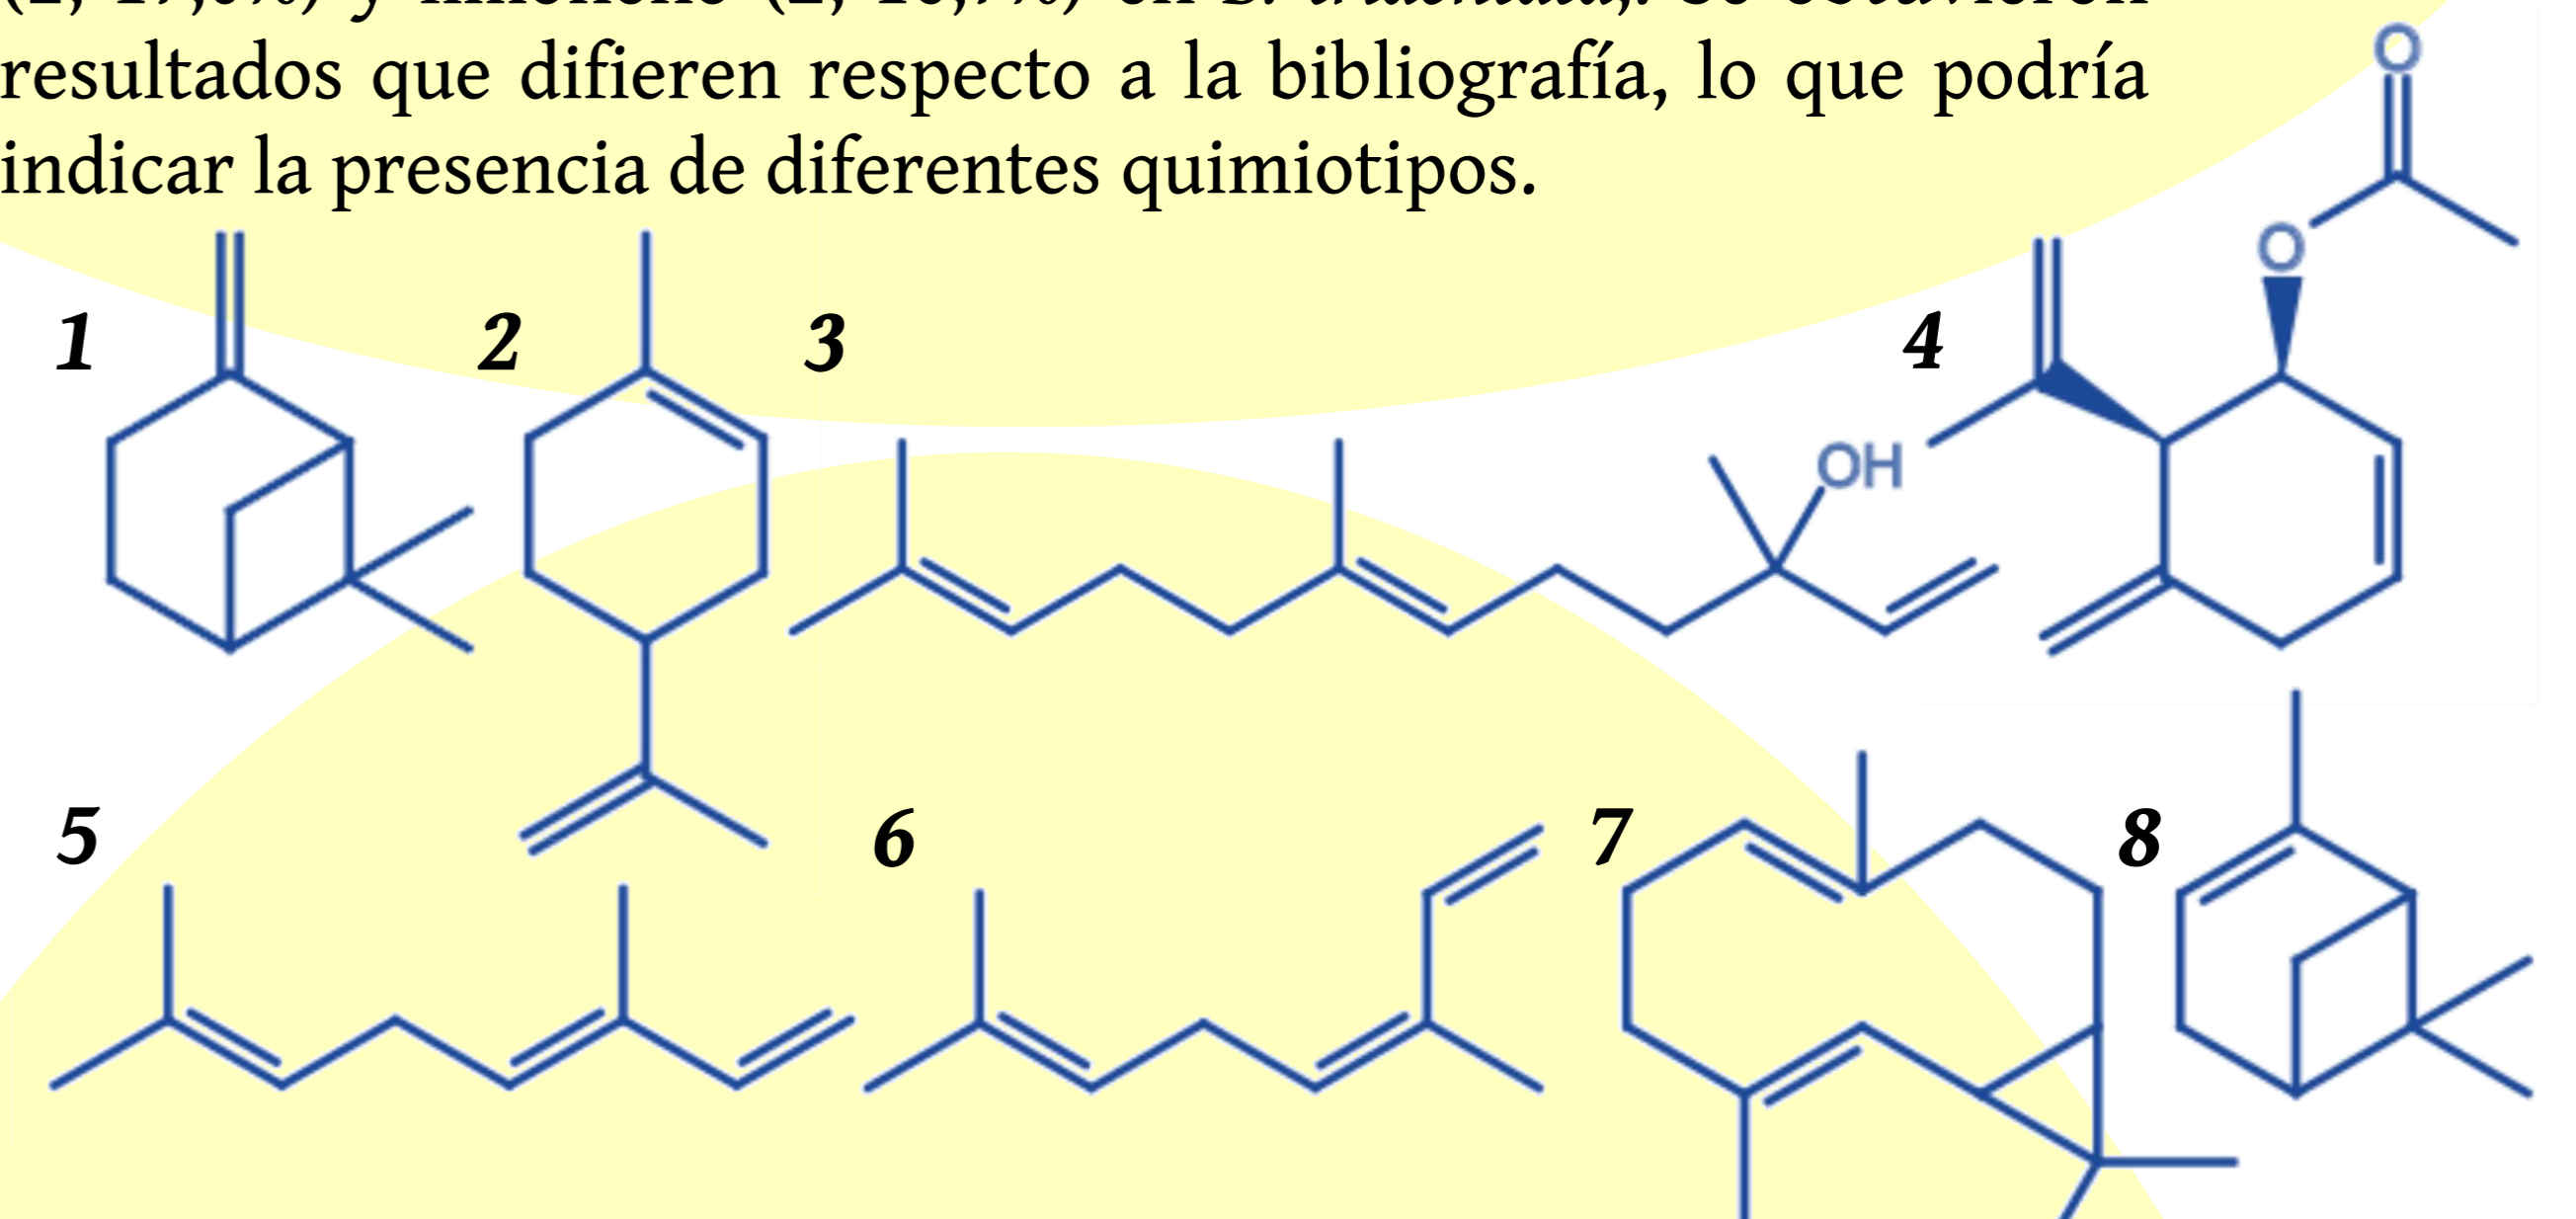 resultados que difieren respecto a la bibliografía, lo que podría
indicar la presencia de diferentes quimiotipos.
O
O
1
2
3
4
OH
5
6
7
8